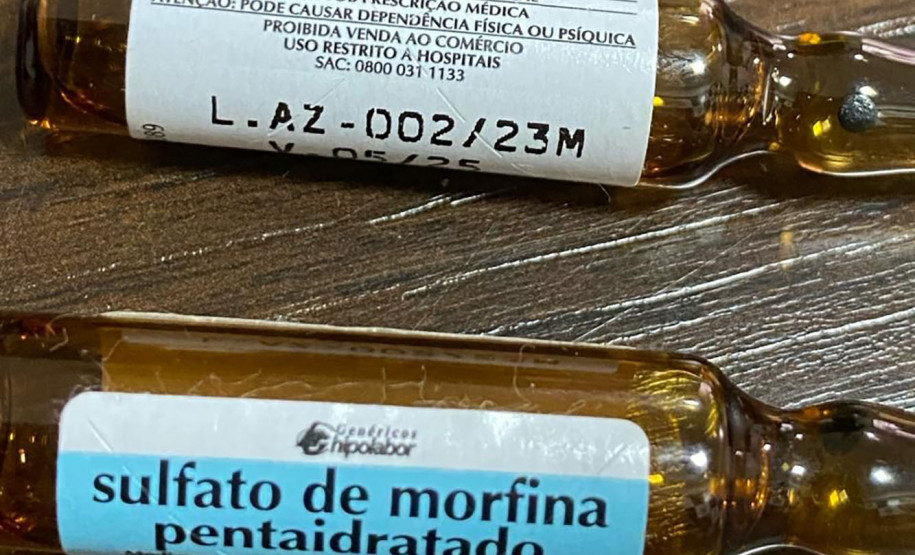 PRESCRIÇÃO MÉDICA
ATENÇÃO: PODE CAUSAR DEPENDÊNCIA FÍSICA OU PSÍQUICA
PROIBIDA VENDA AO COMÉRCIO
USO RESTRITO A HOSPITAIS
SAC: 0800 031 1133
L.AZ-002/23M
V 05/25
Genéricos
hipolabor
sulfato de morfina
pentaidratado